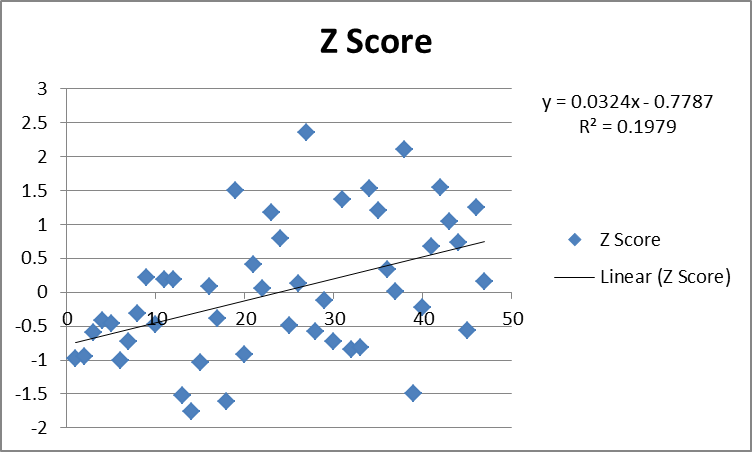 Z Score
y = 0.0324x - 0.7787
R² = 0.1979
3
2.5
2
1.5
1
0.5
0
-0.5
-1
-1.5
-2
0 10 20 30 40 50
Z Score
Linear (Z Score)